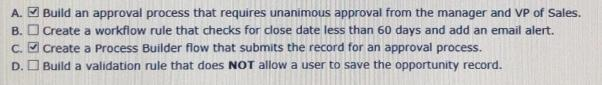 A. ☑ Build an approval process that requires unanimous approval from the manager and VP of Sales.
B. ☐ Create a workflow rule that checks for close date less than 60 days and add an email alert.
C. ☑ Create a Process Builder flow that submits the record for an approval process.
D. ☐ Build a validation rule that does NOT allow a user to save the opportunity record.